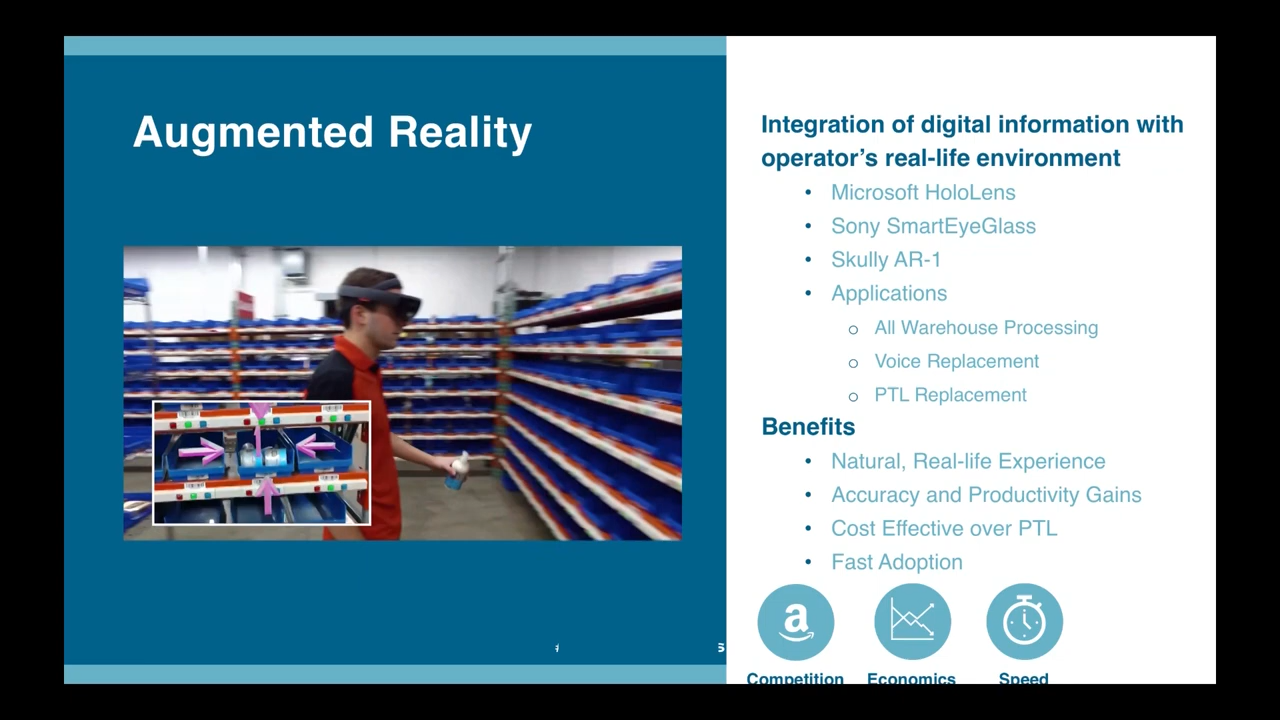 Augmented Reality
Integration of digital information with
operator's real-life environment
• Microsoft HoloLens
• Sony SmartEyeGlass
• Skully AR-1
• Applications
o All Warehouse Processing
o Voice Replacement
o PTL Replacement
Benefits
• Natural, Real-life Experience
• Accuracy and Productivity Gains
• Cost Effective over PTL
• Fast Adoption
a
Competition
Economics
Speed